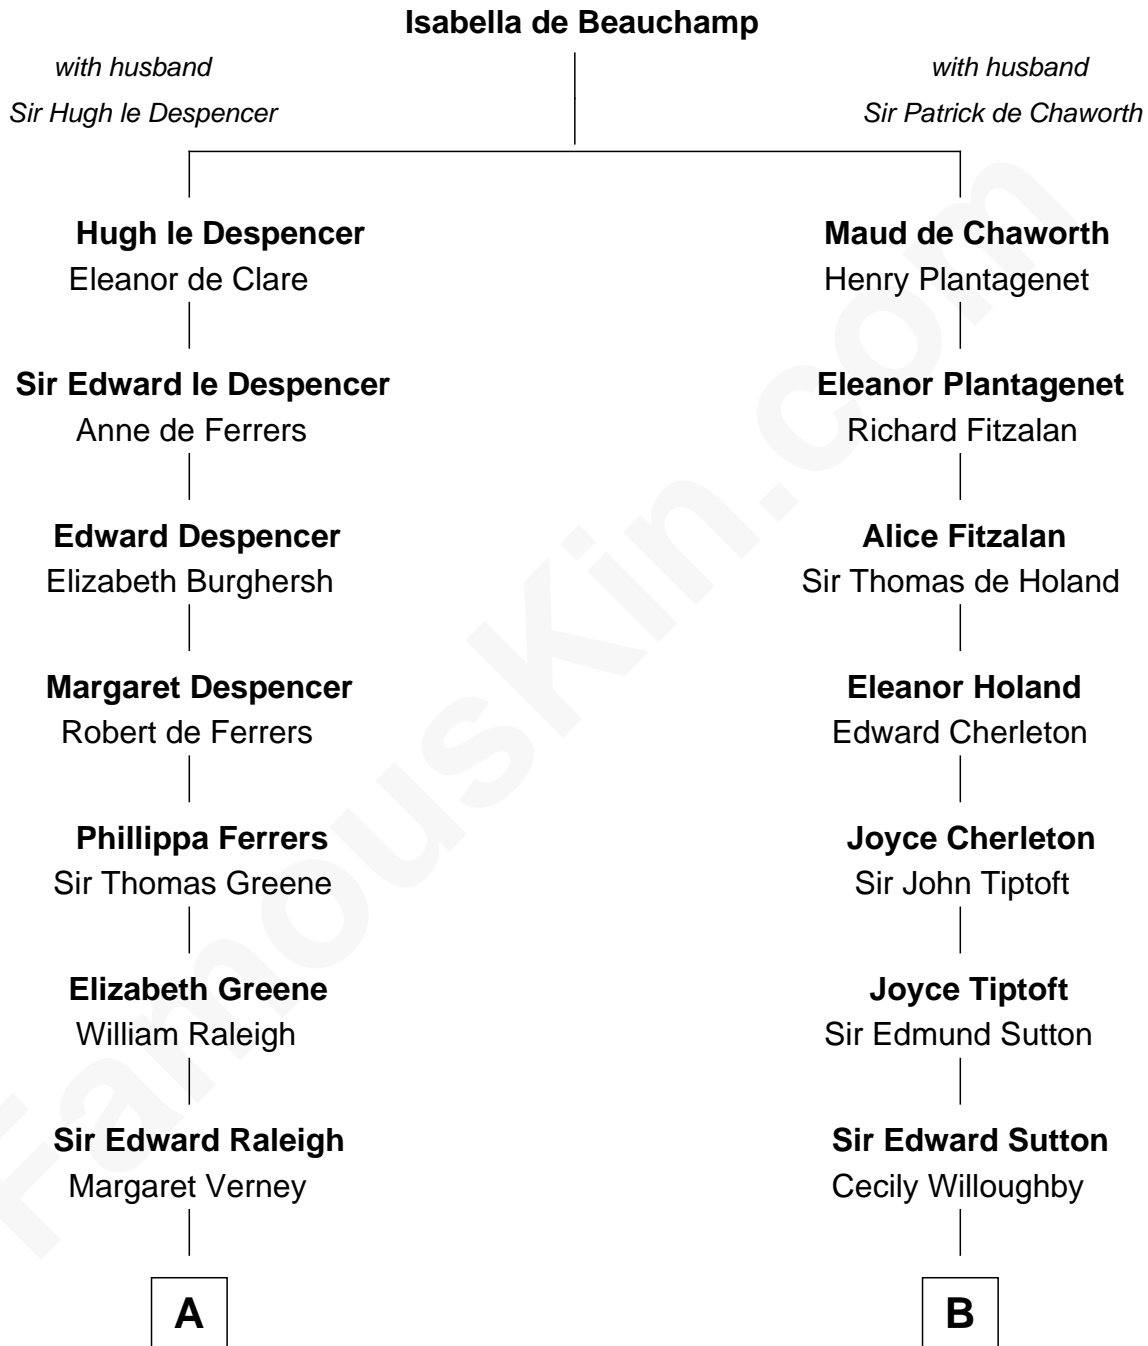 Isabella de Beauchamp
with husband
Sir Hugh le Despencer
with husband
Sir Patrick de Chaworth
Hugh le Despencer
Eleanor de Clare
Maud de Chaworth
Henry Plantagenet
Sir Edward le Despencer
Anne de Ferrers
Eleanor Plantagenet
Richard Fitzalan
Edward Despencer
Elizabeth Burghersh
Alice Fitzalan
Sir Thomas de Holand
Margaret Despencer
Robert de Ferrers
Eleanor Holand
Edward Cherleton
Phillippa Ferrers
Sir Thomas Greene
Joyce Cherleton
Sir John Tiptoft
Elizabeth Greene
William Raleigh
Joyce Tiptoft
Sir Edmund Sutton
Sir Edward Raleigh
Margaret Verney
Sir Edward Sutton
Cecily Willoughby
A
B
FamousKin.com